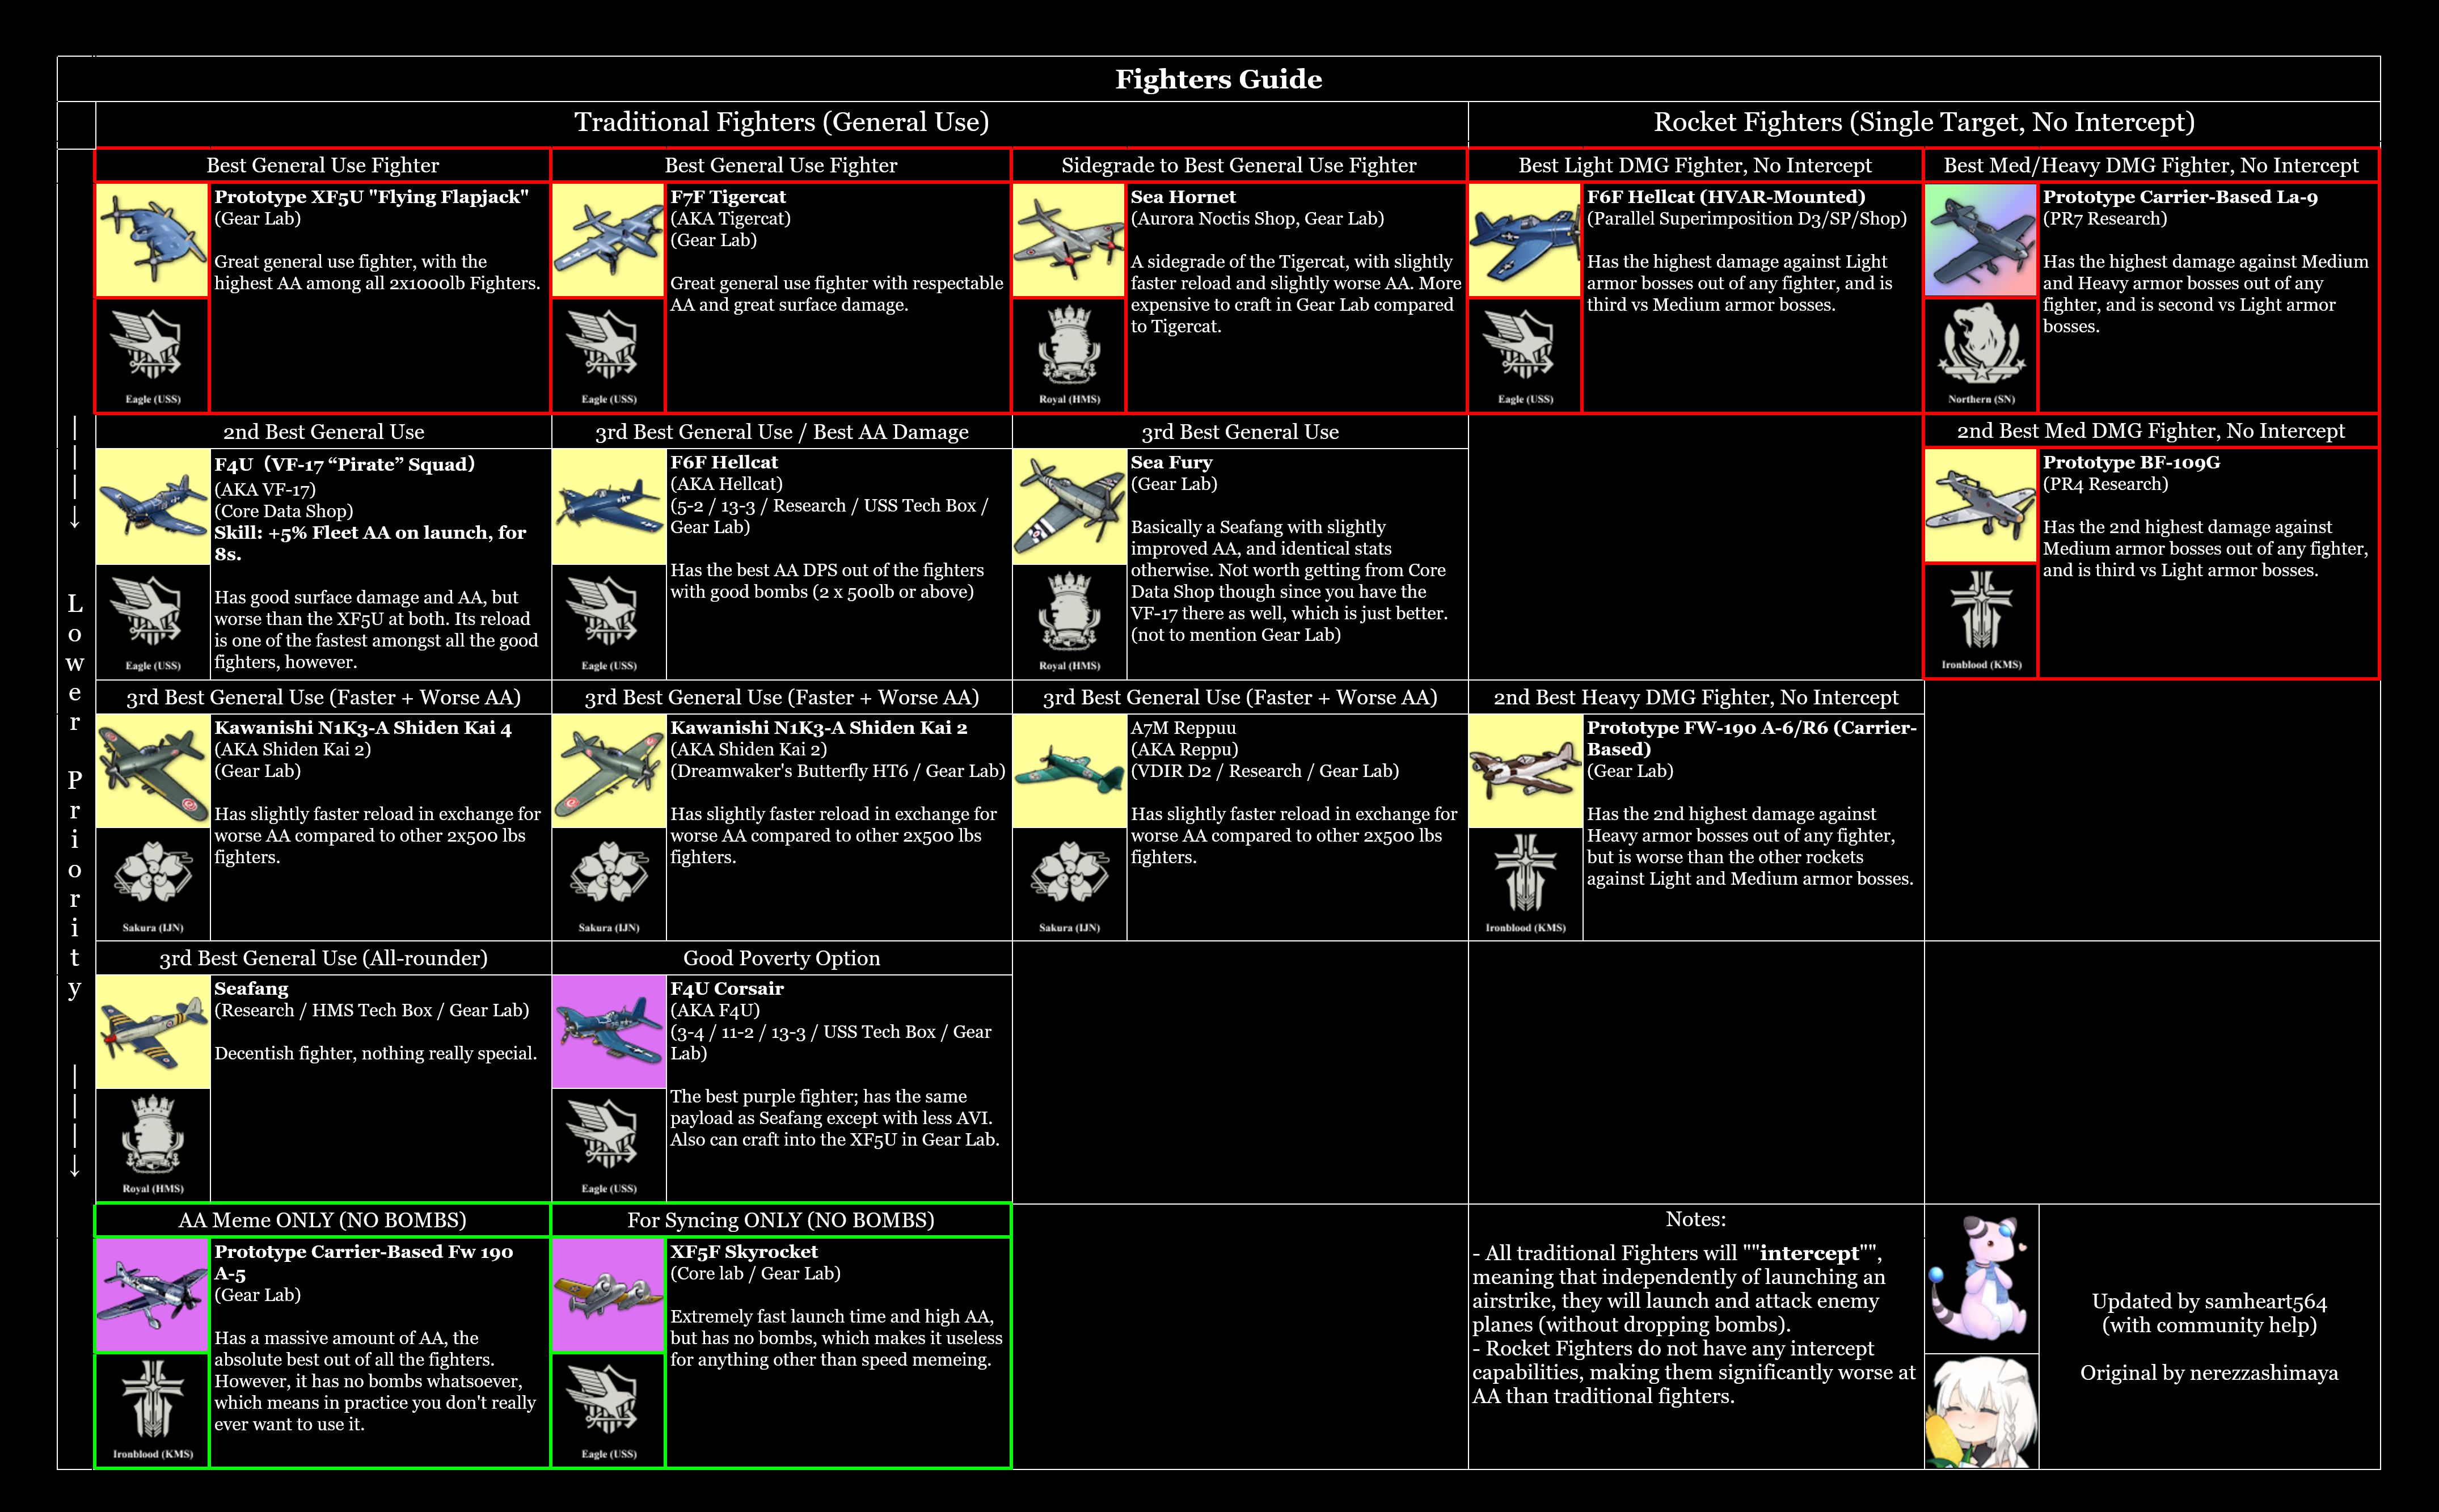 Fighters Guide
Traditional Fighters (General Use)
Rocket Fighters (Single Target, No Intercept)
Best General Use Fighter
Prototype XF5U "Flying Flapjack"
(Gear Lab)
Great general use fighter, with the
highest AA among all 2x1000lb Fighters.
Eagle (USS)
Best General Use Fighter
F7F Tigercat
(AKA Tigercat)
(Gear Lab)
Great general use fighter with respectable
AA and great surface damage.
Eagle (USS)
Sidegrade to Best General Use Fighter
Sea Hornet
(Aurora Noctis Shop, Gear Lab)
A sidegrade of the Tigercat, with slightly
faster reload and slightly worse AA. More
expensive to craft in Gear Lab compared
to Tigercat.
Royal (HMS)
Best Light DMG Fighter, No Intercept
F6F Hellcat (HVAR-Mounted)
(Parallel Superimposition D3/SP/Shop)
Has the highest damage against Light
armor bosses out of any fighter, and is
third vs Medium armor bosses.
Eagle (USS)
Best Med/Heavy DMG Fighter, No Intercept
Prototype Carrier-Based La-9
(PR7 Research)
Has the highest damage against Medium
and Heavy armor bosses out of any
fighter, and is second vs Light armor
bosses.
Northern (SN)
Lower Priority
2nd Best General Use
F4U（VF-17 “Pirate” Squad）
(AKA VF-17)
(Core Data Shop)
Skill: +5% Fleet AA on launch, for
8s.
Has good surface damage and AA, but
worse than the XF5U at both. Its reload
is one of the fastest amongst all the good
fighters, however.
Eagle (USS)
3rd Best General Use / Best AA Damage
F6F Hellcat
(AKA Hellcat)
(5-2 / 13-3 / Research / USS Tech Box /
Gear Lab)
Has the best AA DPS out of the fighters
with good bombs (2 x 500lb or above)
Eagle (USS)
3rd Best General Use
Sea Fury
(Gear Lab)
Basically a Seafang with slightly
improved AA, and identical stats
otherwise. Not worth getting from Core
Data Shop though since you have the
VF-17 there as well, which is just better.
(not to mention Gear Lab)
Royal (HMS)
2nd Best Med DMG Fighter, No Intercept
Prototype BF-109G
(PR4 Research)
Has the 2nd highest damage against
Medium armor bosses out of any fighter,
and is third vs Light armor bosses.
Ironblood (KMS)
3rd Best General Use (Faster + Worse AA)
Kawanishi N1K3-A Shiden Kai 4
(AKA Shiden Kai 2)
(Gear Lab)
Has slightly faster reload in exchange for
worse AA compared to other 2x500 lbs
fighters.
Sakura (IJN)
3rd Best General Use (Faster + Worse AA)
Kawanishi N1K3-A Shiden Kai 2
(AKA Shiden Kai 2)
(Dreamwaker's Butterfly HT6 / Gear Lab)
Has slightly faster reload in exchange for
worse AA compared to other 2x500 lbs
fighters.
Sakura (IJN)
3rd Best General Use (Faster + Worse AA)
A7M Reppuu
(AKA Reppu)
(VDIR D2 / Research / Gear Lab)
Has slightly faster reload in exchange for
worse AA compared to other 2x500 lbs
fighters.
Sakura (IJN)
2nd Best Heavy DMG Fighter, No Intercept
Prototype FW-190 A-6/R6 (Carrier-
Based)
(Gear Lab)
Has the 2nd highest damage against
Heavy armor bosses out of any fighter,
but is worse than the other rockets
against Light and Medium armor bosses.
Ironblood (KMS)
3rd Best General Use (All-rounder)
Seafang
(Research / HMS Tech Box / Gear Lab)
Decentish fighter, nothing really special.
Royal (HMS)
Good Poverty Option
F4U Corsair
(AKA F4U)
(3-4 / 11-2 / 13-3 / USS Tech Box / Gear
Lab)
The best purple fighter; has the same
payload as Seafang except with less AVI.
Also can craft into the XF5U in Gear Lab.
Eagle (USS)
AA Meme ONLY (NO BOMBS)
Prototype Carrier-Based Fw 190
A-5
(Gear Lab)
Has a massive amount of AA, the
absolute best out of all the fighters.
However, it has no bombs whatsoever,
which means in practice you don't really
ever want to use it.
Ironblood (KMS)
For Syncing ONLY (NO BOMBS)
XF5F Skyrocket
(Core lab / Gear Lab)
Extremely fast launch time and high AA,
but has no bombs, which makes it useless
for anything other than speed memeing.
Eagle (USS)
Notes:
- All traditional Fighters will ""intercept"",
meaning that independently of launching an
airstrike, they will launch and attack enemy
planes (without dropping bombs).
- Rocket Fighters do not have any intercept
capabilities, making them significantly worse at
AA than traditional fighters.
Updated by samheart564
(with community help)
Original by nerezzashimaya